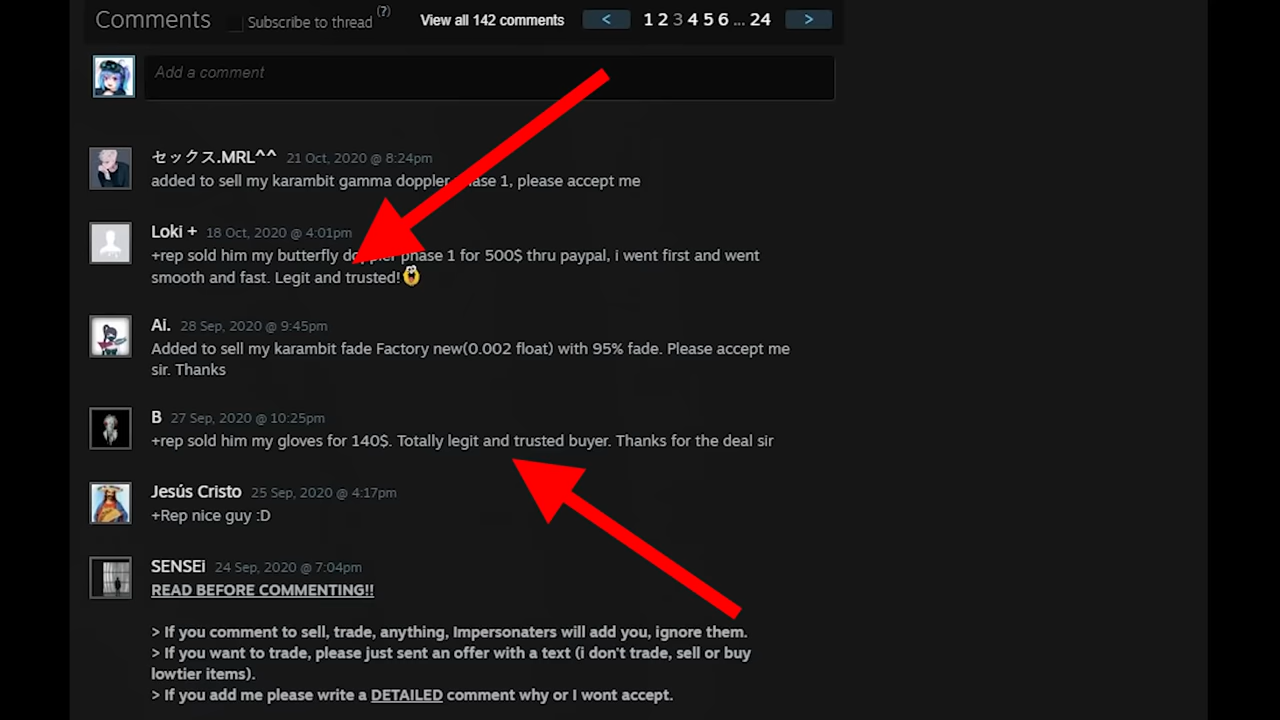 Comments Subscribe to thread (?) View all 142 comments < 1 2 3 4 5 6 ... 24 >
Add a comment
セックス.MRL^^ 21 Oct, 2020 @ 8:24pm
added to sell my karambit gamma doppler phase 1, please accept me
Loki + 18 Oct, 2020 @ 4:01pm
+rep sold him my butterfly doppler phase 1 for 500$ thru paypal, i went first and went
smooth and fast. Legit and trusted!
Ai. 28 Sep, 2020 @ 9:45pm
Added to sell my karambit fade Factory new(0.002 float) with 95% fade. Please accept me
sir. Thanks
B 27 Sep, 2020 @ 10:25pm
+rep sold him my gloves for 140$. Totally legit and trusted buyer. Thanks for the deal sir
Jesús Cristo 25 Sep, 2020 @ 4:17pm
+Rep nice guy :D
SENSEi 24 Sep, 2020 @ 7:04pm
READ BEFORE COMMENTING!!
> If you comment to sell, trade, anything, Impersonaters will add you, ignore them.
> If you want to trade, please just sent an offer with a text (i don't trade, sell or buy
lowtier items).
> If you add me please write a DETAILED comment why or I wont accept.